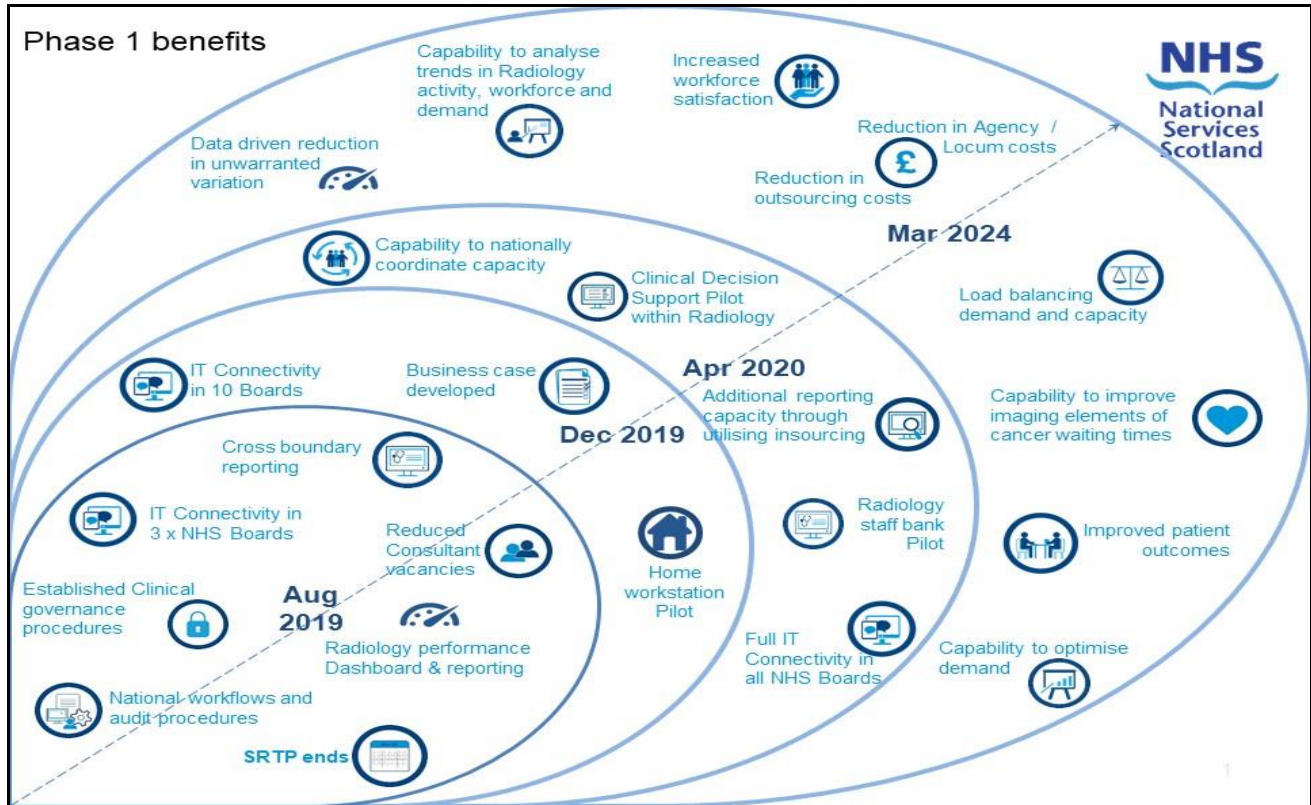 Phase 1 benefits
NHS
National
Services
Scotland
Capability to analyse
trends in Radiology
activity, workforce and
demand
Increased
workforce
satisfaction
Data driven reduction
in unwarranted
variation
Reduction in Agency /
Locum costs
£
Reduction in
outsourcing costs
Mar 2024
Capability to nationally
coordinate capacity
Clinical Decision
Support Pilot
within Radiology
Load balancing
demand and capacity
IT Connectivity
in 10 Boards
Business case
developed
Apr 2020
Additional reporting
capacity through
utilising insourcing
Capability to improve
imaging elements of
cancer waiting times
Dec 2019
Cross boundary
reporting
IT Connectivity in
3 x NHS Boards
Reduced
Consultant
vacancies
Radiology
staff bank
Pilot
Improved patient
outcomes
Home
workstation
Pilot
Established Clinical
governance
procedures
Aug
2019
Radiology performance
Dashboard & reporting
Full IT
Connectivity in
all NHS Boards
Capability to optimise
demand
National workflows and
audit procedures
SRTP ends
1